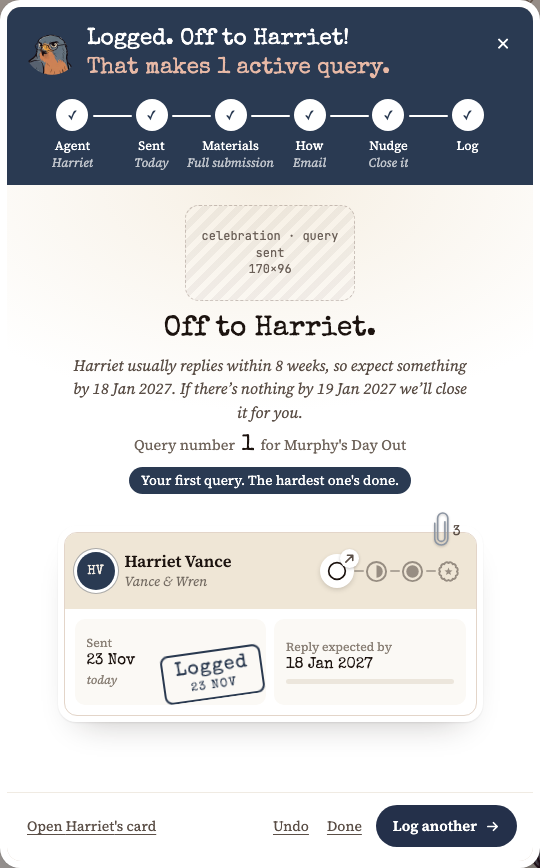 Logged. Off to Harriet!
That makes 1 active query.
Agent
Harriet
Sent
Today
Materials
Full submission
How
Email
Nudge
Close it
Log
celebration · query
sent
170×96
Off to Harriet.
Harriet usually replies within 8 weeks, so expect something
by 18 Jan 2027. If there’s nothing by 19 Jan 2027 we’ll close
it for you.
Query number 1 for Murphy's Day Out
Your first query. The hardest one's done.
3
HV
Harriet Vance
Vance & Wren
Sent
23 Nov
today
Logged
23 NOV
Reply expected by
18 Jan 2027
Open Harriet's card
Undo
Done
Log another →